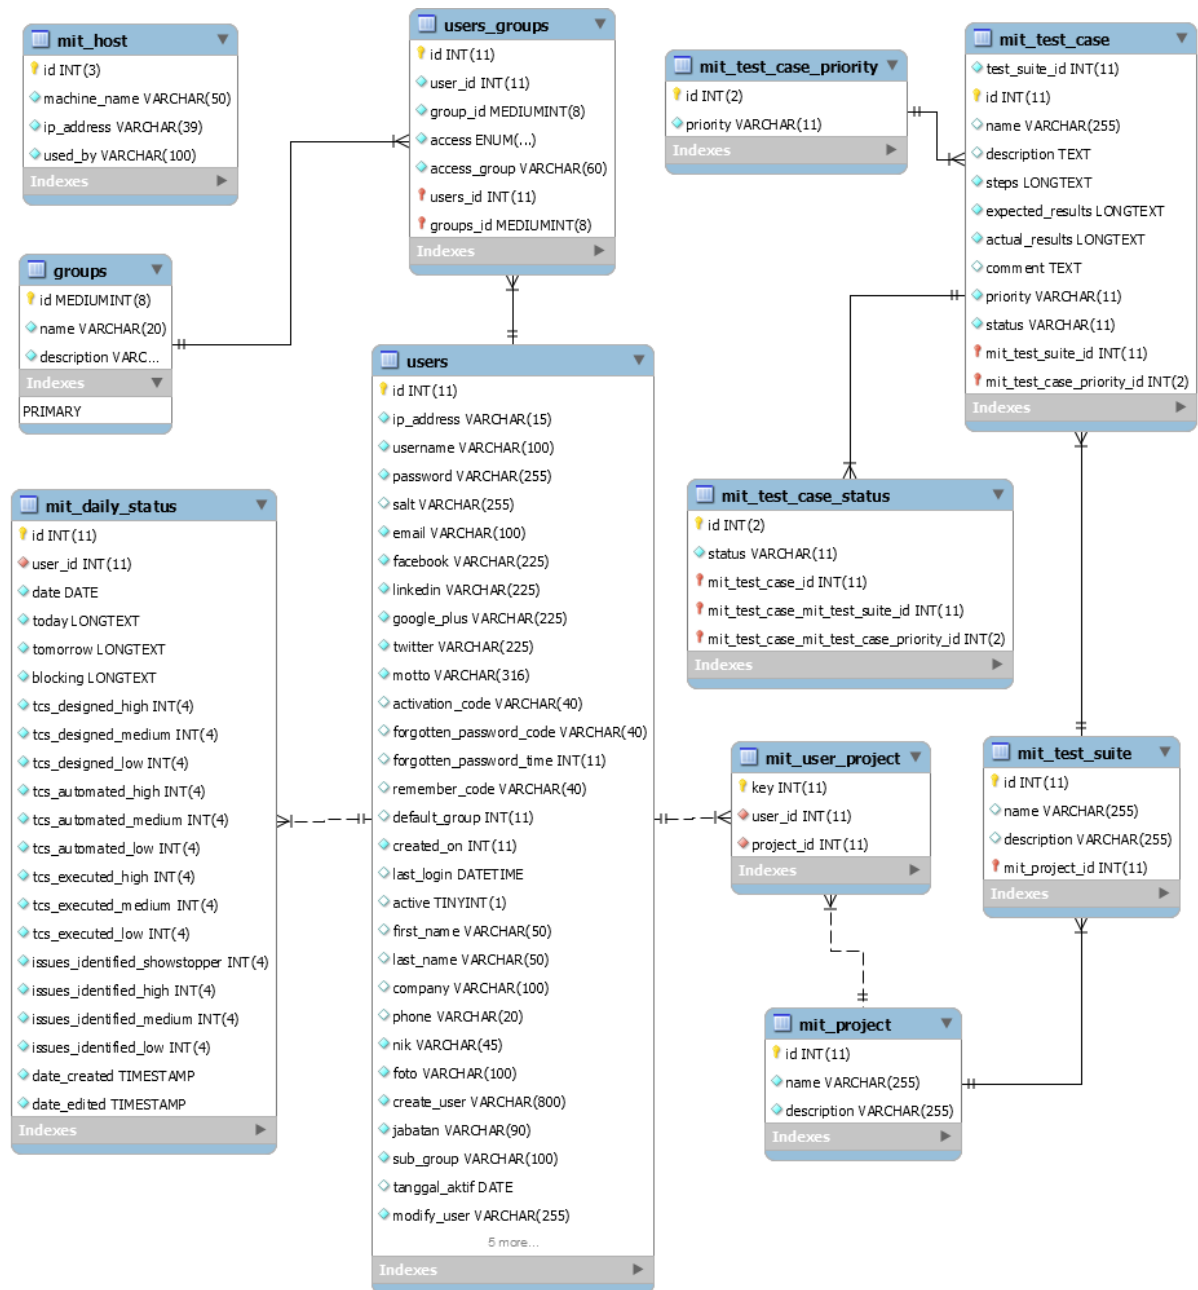 mit_host
id INT(3)
machine_name VARCHAR(50)
ip_address VARCHAR(39)
used_by VARCHAR(100)
Indexes
users_groups
id INT(11)
user_id INT(11)
group_id MEDIUMINT(8)
access ENUM(...)
access_group VARCHAR(60)
users_id INT(11)
groups_id MEDIUMINT(8)
Indexes
mit_test_case_priority
id INT(2)
priority VARCHAR(11)
Indexes
mit_test_case
test_suite_id INT(11)
id INT(11)
name VARCHAR(255)
description TEXT
steps LONGTEXT
expected_results LONGTEXT
actual_results LONGTEXT
comment TEXT
priority VARCHAR(11)
status VARCHAR(11)
mit_test_suite_id INT(11)
mit_test_case_priority_id INT(2)
Indexes
groups
id MEDIUMINT(8)
name VARCHAR(20)
description VARC...
Indexes
PRIMARY
users
id INT(11)
ip_address VARCHAR(15)
username VARCHAR(100)
password VARCHAR(255)
salt VARCHAR(255)
email VARCHAR(100)
facebook VARCHAR(225)
linkedin VARCHAR(225)
google_plus VARCHAR(225)
twitter VARCHAR(225)
motto VARCHAR(316)
activation_code VARCHAR(40)
forgotten_password_code VARCHAR(40)
forgotten_password_time INT(11)
remember_code VARCHAR(40)
default_group INT(11)
created_on INT(11)
last_login DATETIME
active TINYINT(1)
first_name VARCHAR(50)
last_name VARCHAR(50)
company VARCHAR(100)
phone VARCHAR(20)
nik VARCHAR(45)
foto VARCHAR(100)
create_user VARCHAR(800)
jabatan VARCHAR(90)
sub_group VARCHAR(100)
tanggal_aktif DATE
modify_user VARCHAR(255)
5 more...
Indexes
mit_test_case_status
id INT(2)
status VARCHAR(11)
mit_test_case_id INT(11)
mit_test_case_mit_test_suite_id INT(11)
mit_test_case_mit_test_case_priority_id INT(2)
Indexes
mit_daily_status
id INT(11)
user_id INT(11)
date DATE
today LONGTEXT
tomorrow LONGTEXT
blocking LONGTEXT
tcs_designed_high INT(4)
tcs_designed_medium INT(4)
tcs_designed_low INT(4)
tcs_automated_high INT(4)
tcs_automated_medium INT(4)
tcs_automated_low INT(4)
tcs_executed_high INT(4)
tcs_executed_medium INT(4)
tcs_executed_low INT(4)
issues_identified_showstopper INT(4)
issues_identified_high INT(4)
issues_identified_medium INT(4)
issues_identified_low INT(4)
date_created TIMESTAMP
date_edited TIMESTAMP
Indexes
mit_user_project
key INT(11)
user_id INT(11)
project_id INT(11)
Indexes
mit_test_suite
id INT(11)
name VARCHAR(255)
description VARCHAR(255)
mit_project_id INT(11)
Indexes
mit_project
id INT(11)
name VARCHAR(255)
description VARCHAR(255)
Indexes